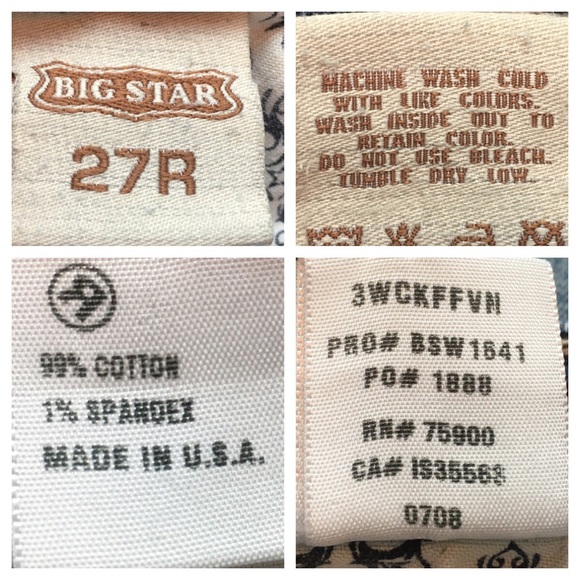 BIG STAR
27R
MACHINE WASH COLD
WITH LIKE COLORS.
WASH INSIDE OUT TO
RETAIN COLOR.
DO NOT USE BLEACH.
TUMBLE DRY LOW.
99% COTTON
1% SPANDEX
MADE IN U.S.A.
3WCKFFVN
PRO# BSW1641
PO# 1888
RN# 75900
CA# IS35563
0708